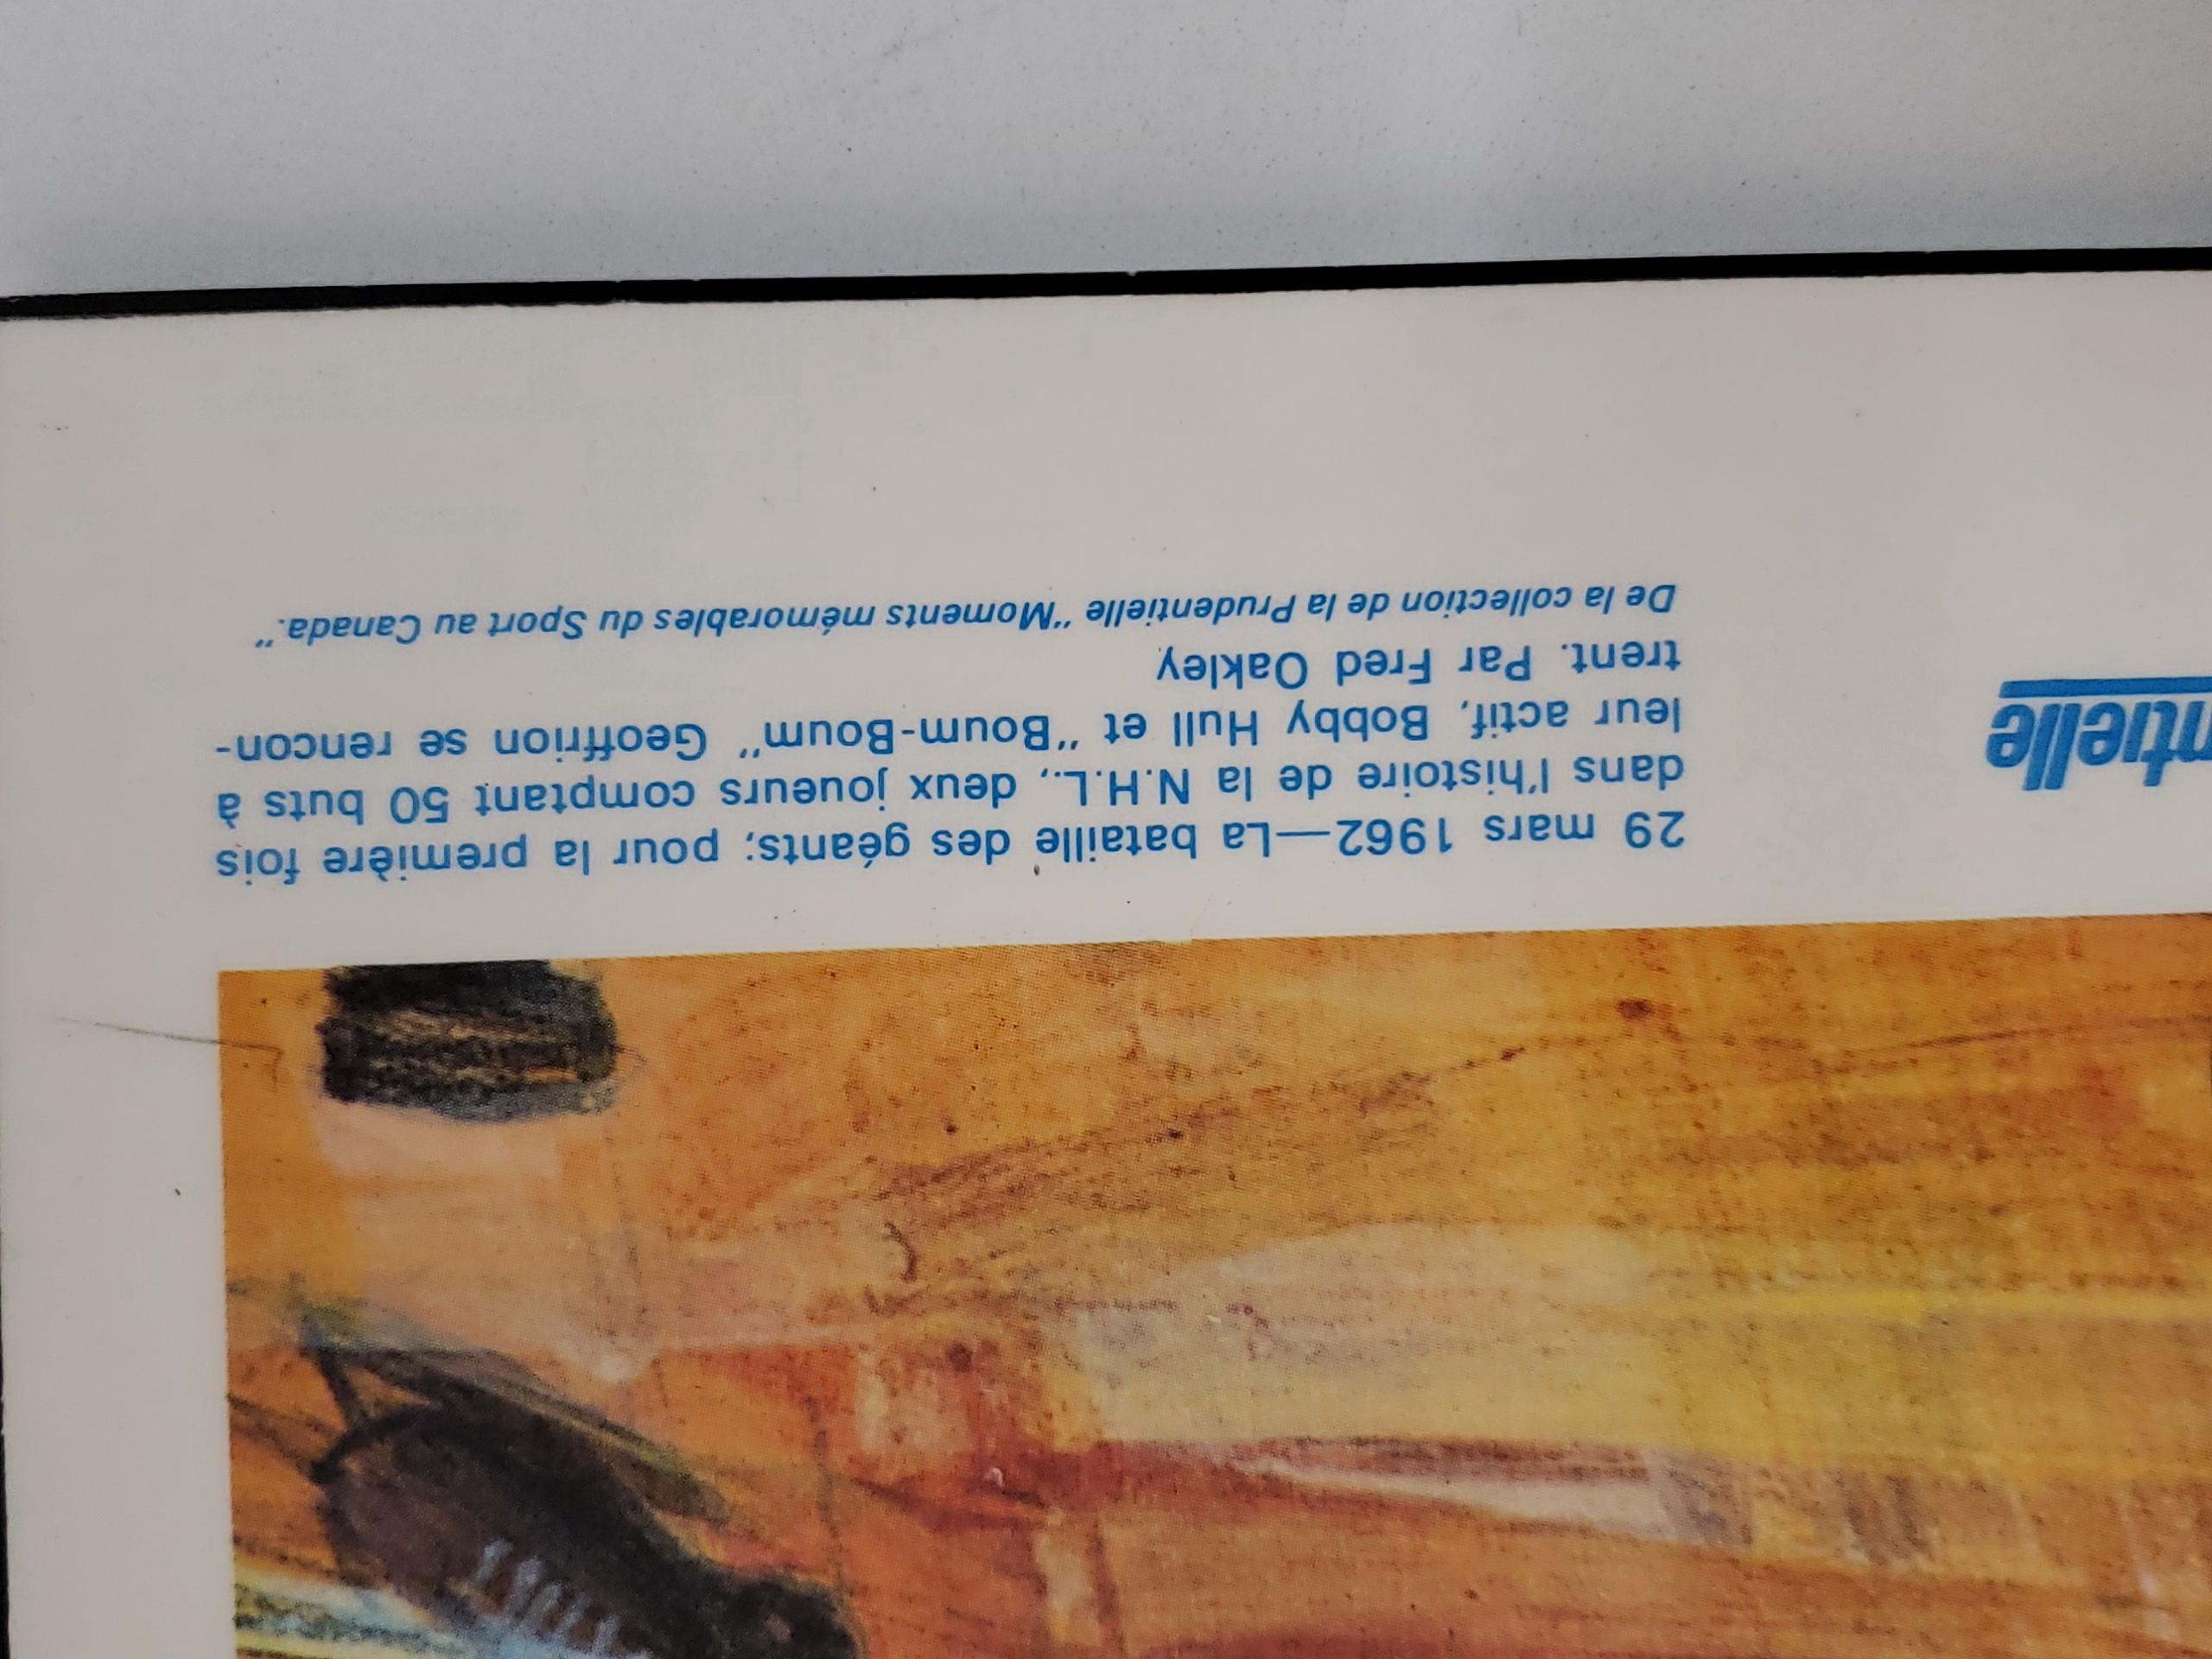 29 mars 1962—La bataille des géants; pour la première fois
dans l'histoire de la N.H.L., deux joueurs comptant 50 buts à
leur actif, Bobby Hull et "Boum-Boum" Geoffrion se rencon-
trent. Par Fred Oakley
De la collection de la Prudentielle "Moments mémorables du Sport au Canada."
ntielle